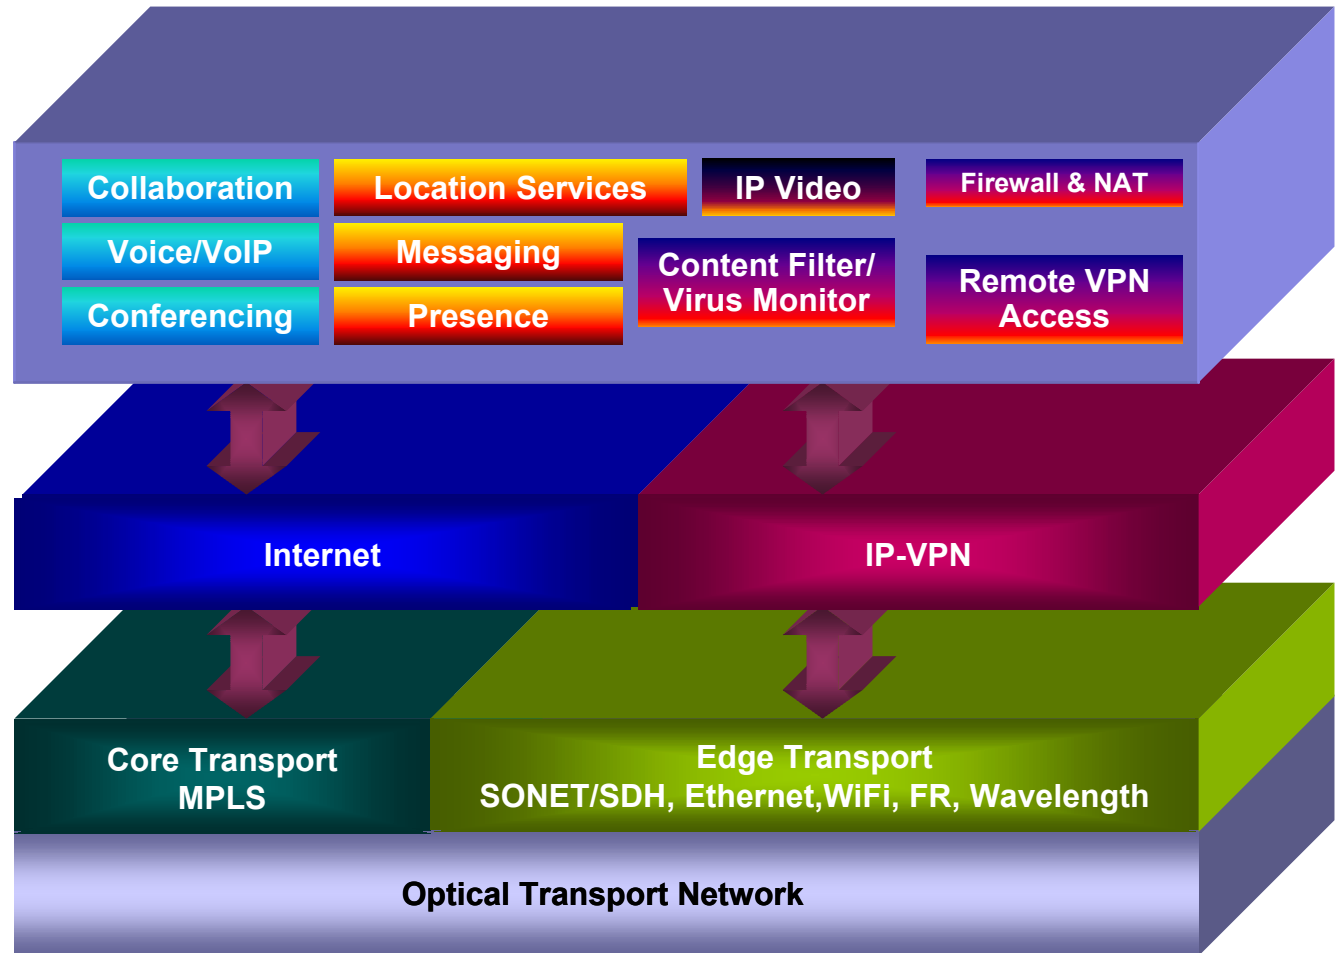 Collaboration
Location Services
IP Video
Firewall & NAT
Voice/VoIP
Messaging
Content Filter/
Virus Monitor
Remote VPN
Access
Conferencing
Presence
Internet
IP-VPN
Core Transport
MPLS
Edge Transport
SONET/SDH, Ethernet,WiFi, FR, Wavelength
Optical Transport Network